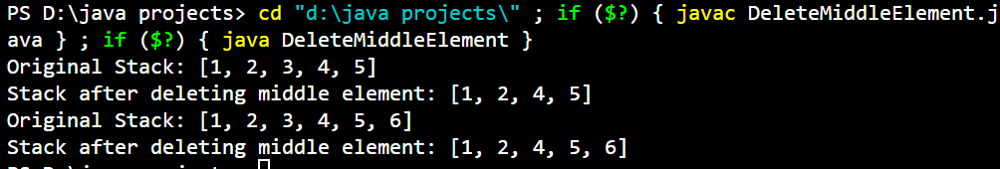 PS D:\java projects> cd "d:\java projects\" ; if ($?) { javac DeleteMiddleElement.j
ava } ; if ($?) { java DeleteMiddleElement }
Original Stack: [1, 2, 3, 4, 5]
Stack after deleting middle element: [1, 2, 4, 5]
Original Stack: [1, 2, 3, 4, 5, 6]
Stack after deleting middle element: [1, 2, 4, 5, 6]
PS D:\java projects>